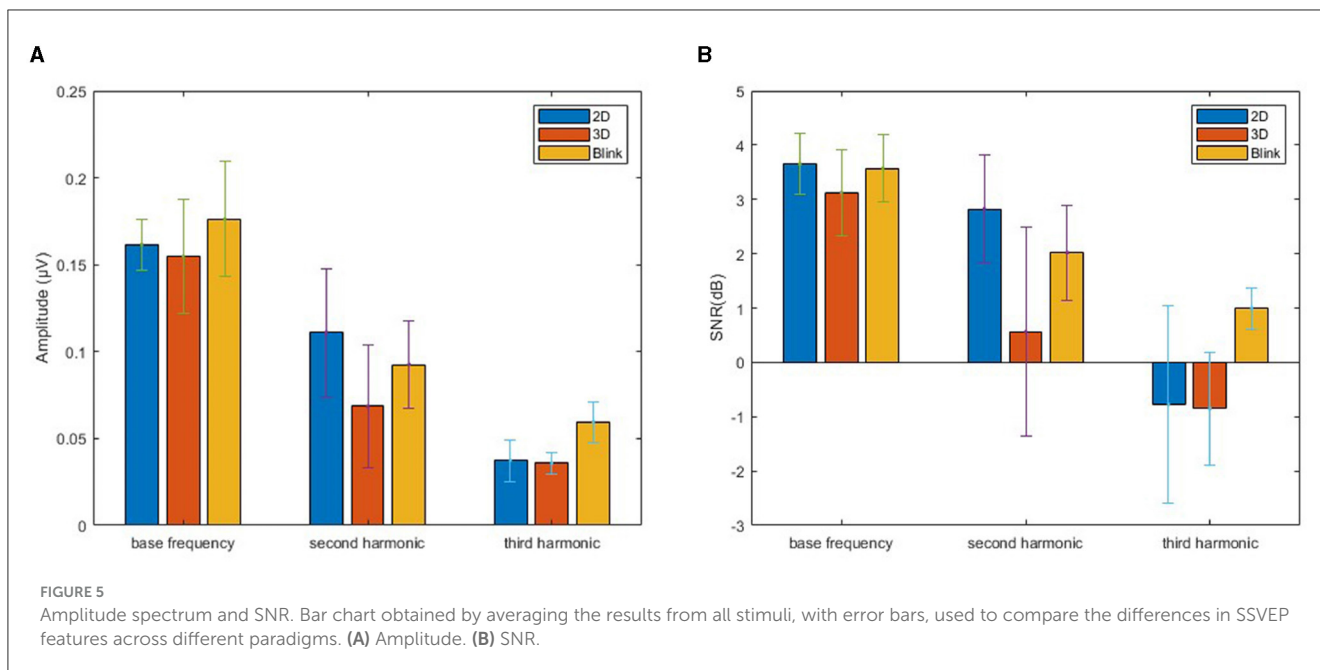 A
0.25
0.2
0.15
0.1
0.05
0
Amplitude (μV)
2D
3D
Blink
base frequency
second harmonic
third harmonic
B
5
4
3
2
1
0
-1
-2
-3
SNR(dB)
2D
3D
Blink
base frequency
second harmonic
third harmonic
FIGURE 5
Amplitude spectrum and SNR. Bar chart obtained by averaging the results from all stimuli, with error bars, used to compare the differences in SSVEP
features across different paradigms. (A) Amplitude. (B) SNR.